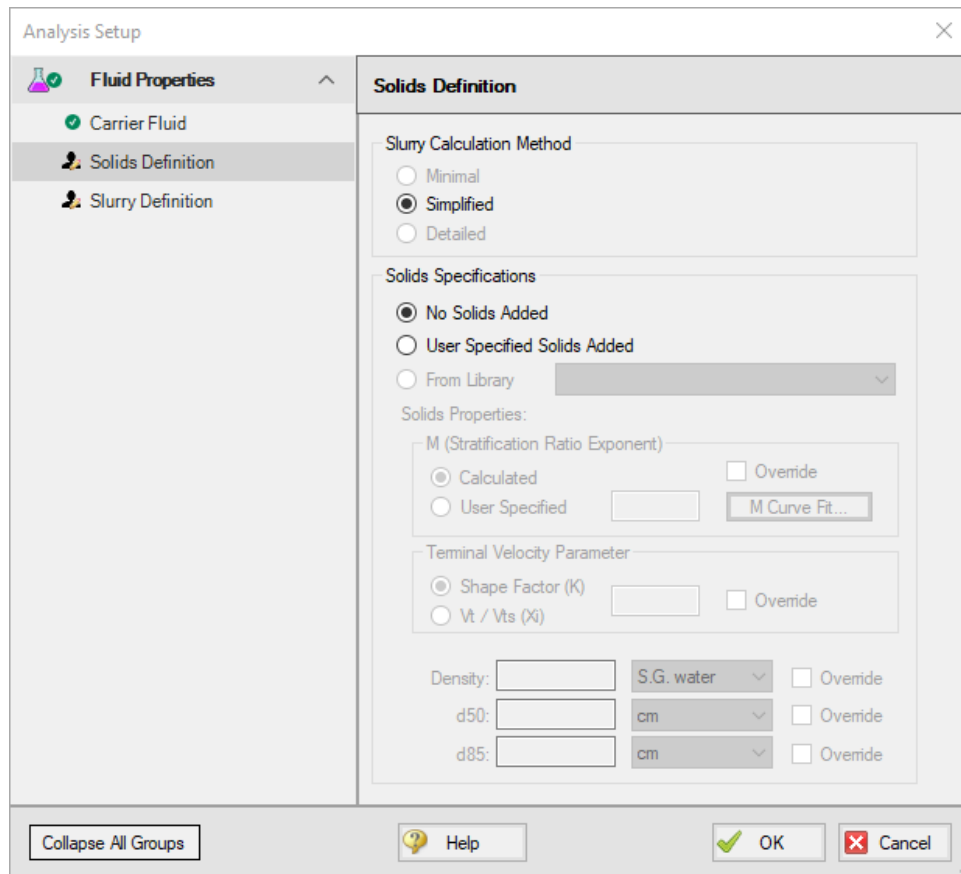 Analysis Setup
Fluid Properties
Carrier Fluid
Solids Definition
Slurry Definition
Solids Definition
Slurry Calculation Method
Minimal
Simplified
Detailed
Solids Specifications
No Solids Added
User Specified Solids Added
From Library
Solids Properties:
M (Stratification Ratio Exponent)
Calculated
Override
User Specified
M Curve Fit...
Terminal Velocity Parameter
Shape Factor (K)
Override
Vt / Vts (Xi)
Density:
S.G. water
Override
d50:
cm
Override
d85:
cm
Override
Collapse All Groups
Help
OK
Cancel